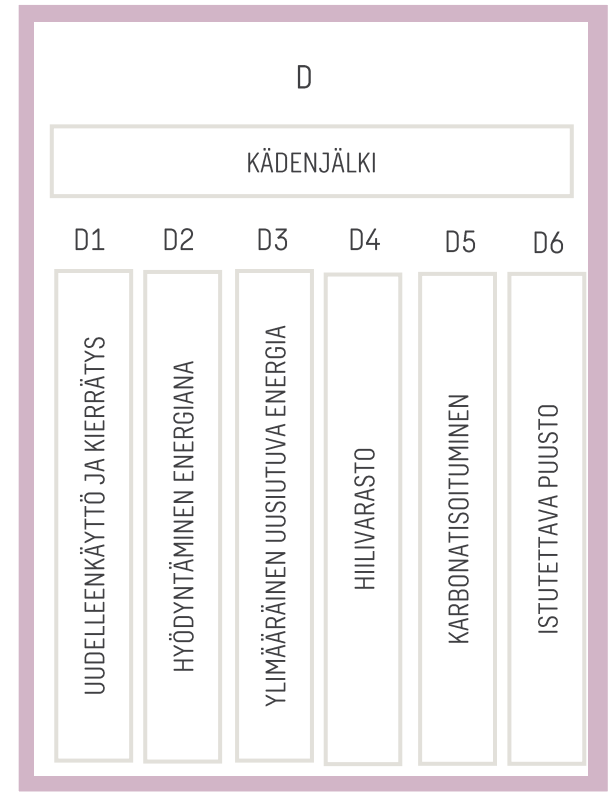 D
KÄDENJÄLKI
D1
D2
D3
D4
D5
D6
UUDELLEENKÄYTTÖ JA KIERRÄTYS
HYÖDYNTÄMINEN ENERGIANA
YLIMÄÄRÄINEN UUSIUTUVA ENERGIA
HIILIVARASTO
KARBONATISOITUMINEN
ISTUTETTAVA PUUSTO